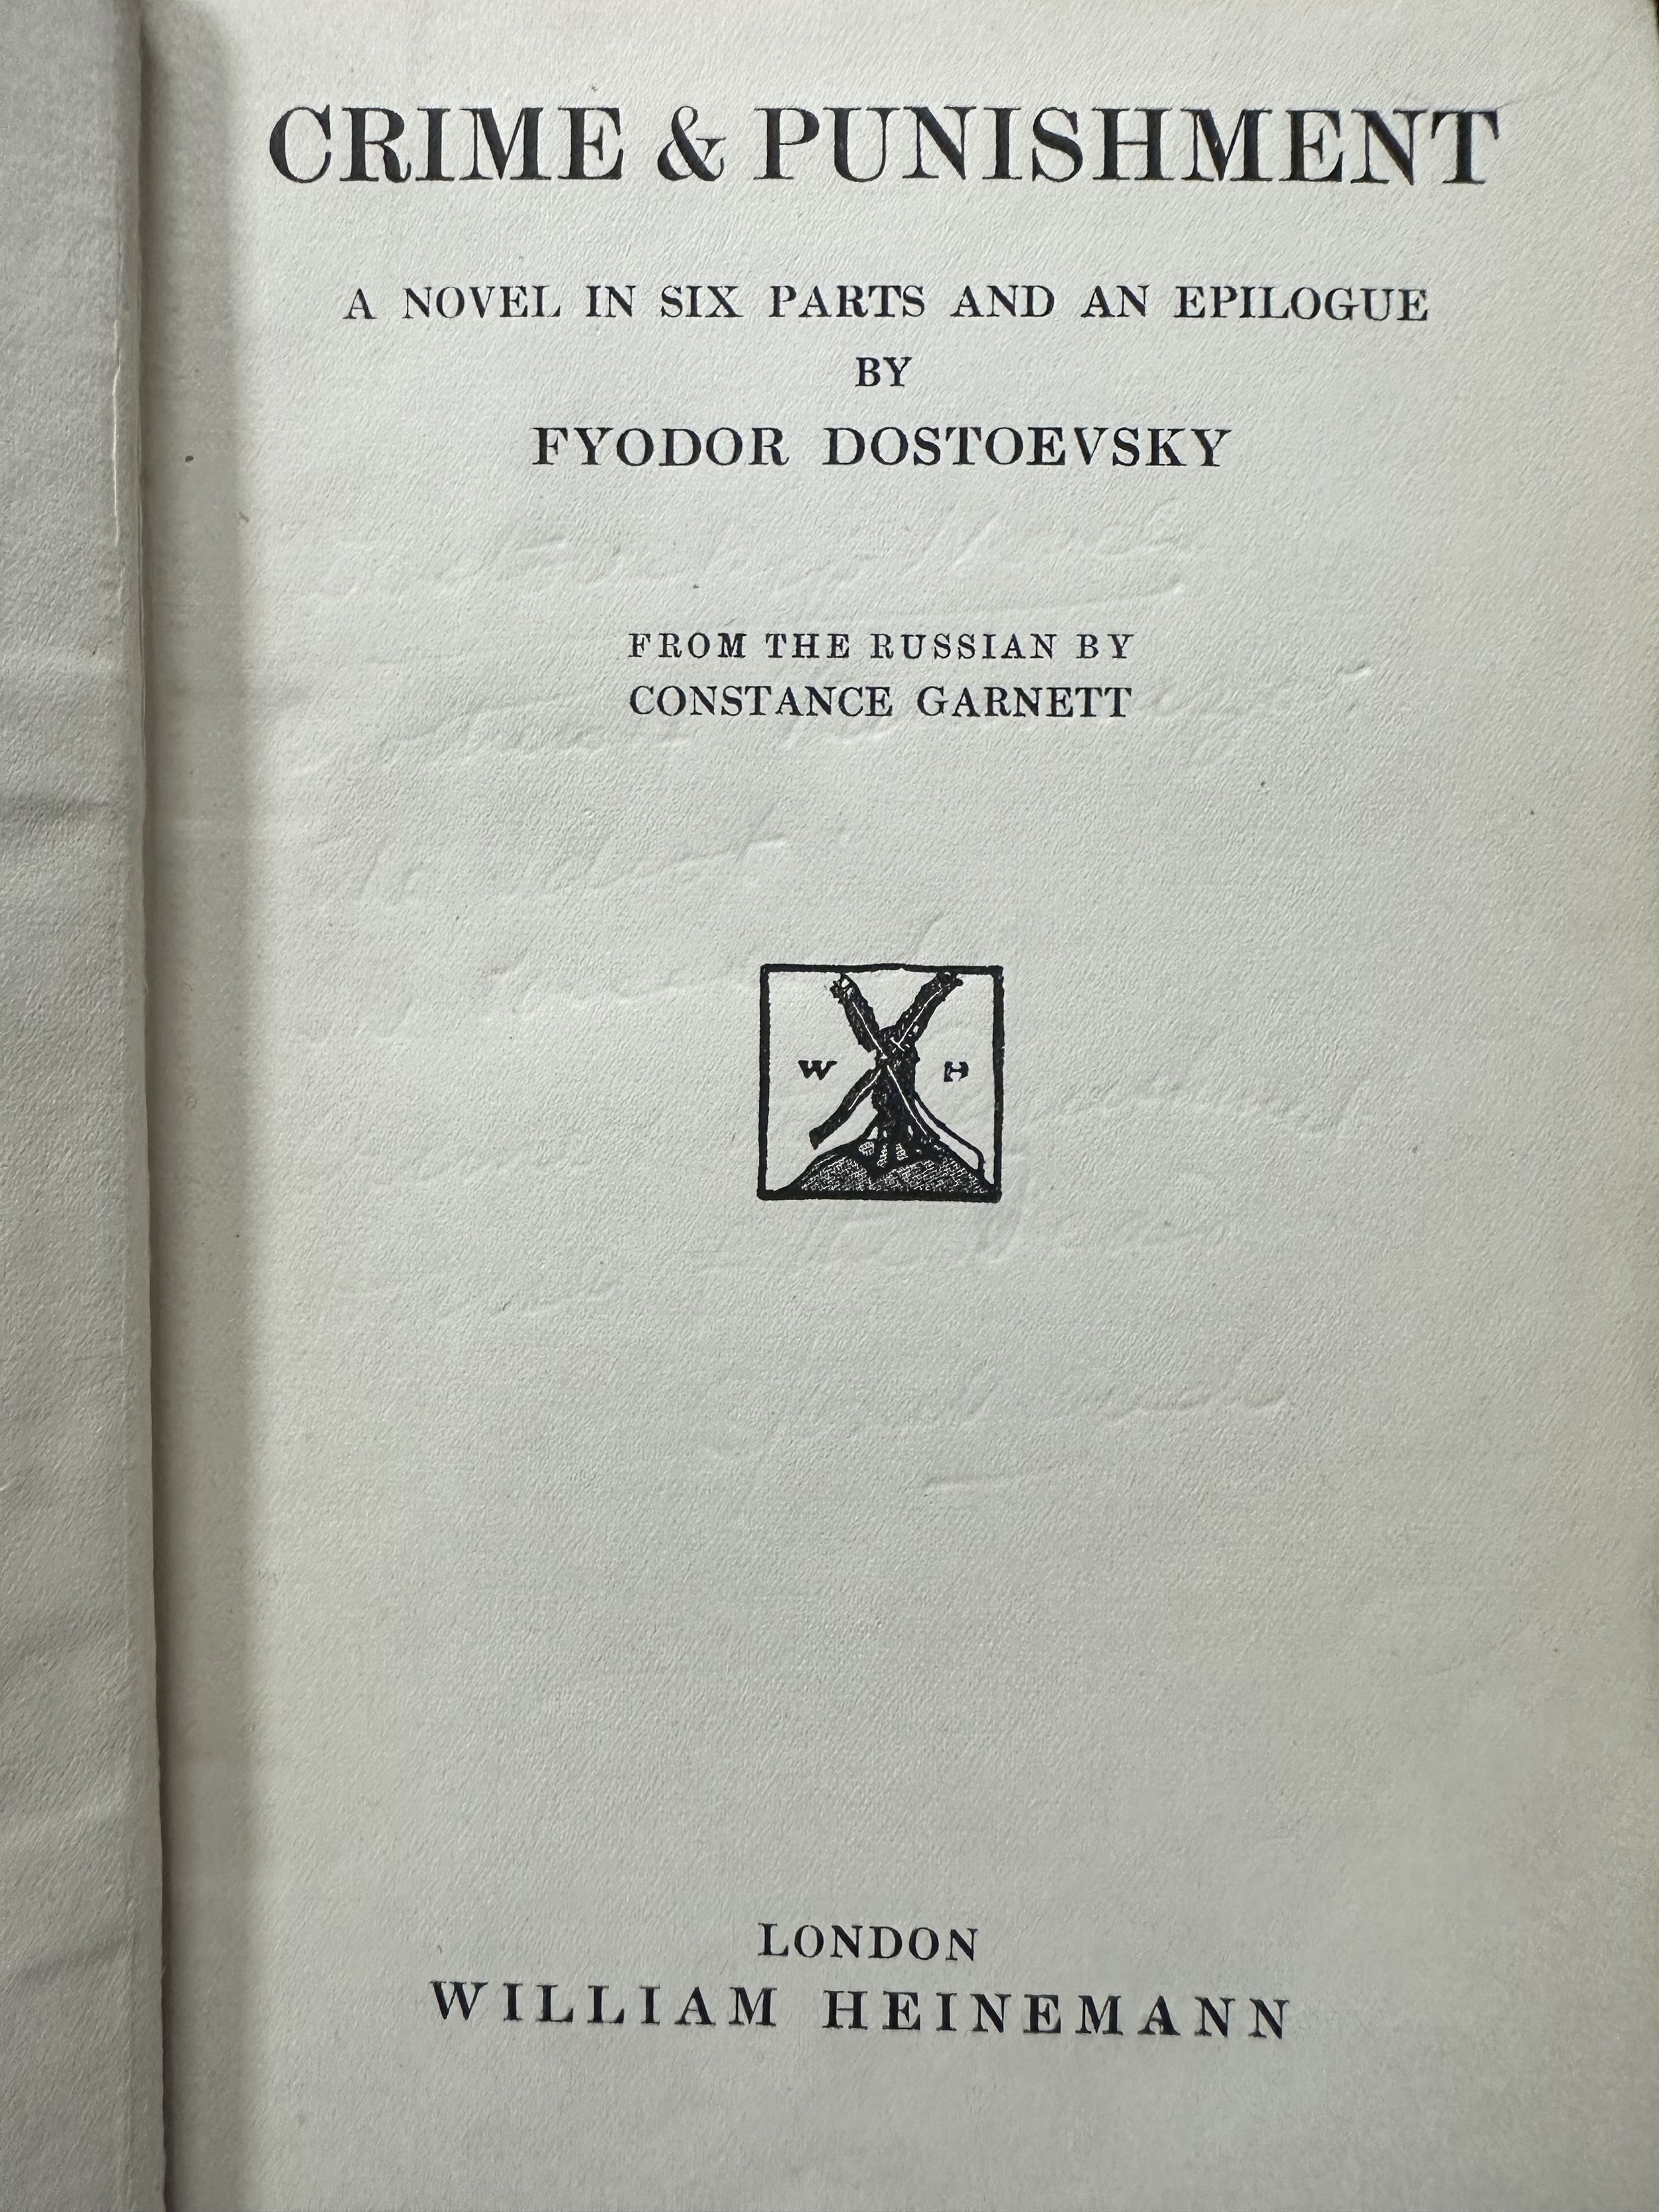 CRIME & PUNISHMENT
A NOVEL IN SIX PARTS AND AN EPILOGUE
BY
FYODOR DOSTOEVSKY
FROM THE RUSSIAN BY
CONSTANCE GARNETT
W H
LONDON
WILLIAM HEINEMANN